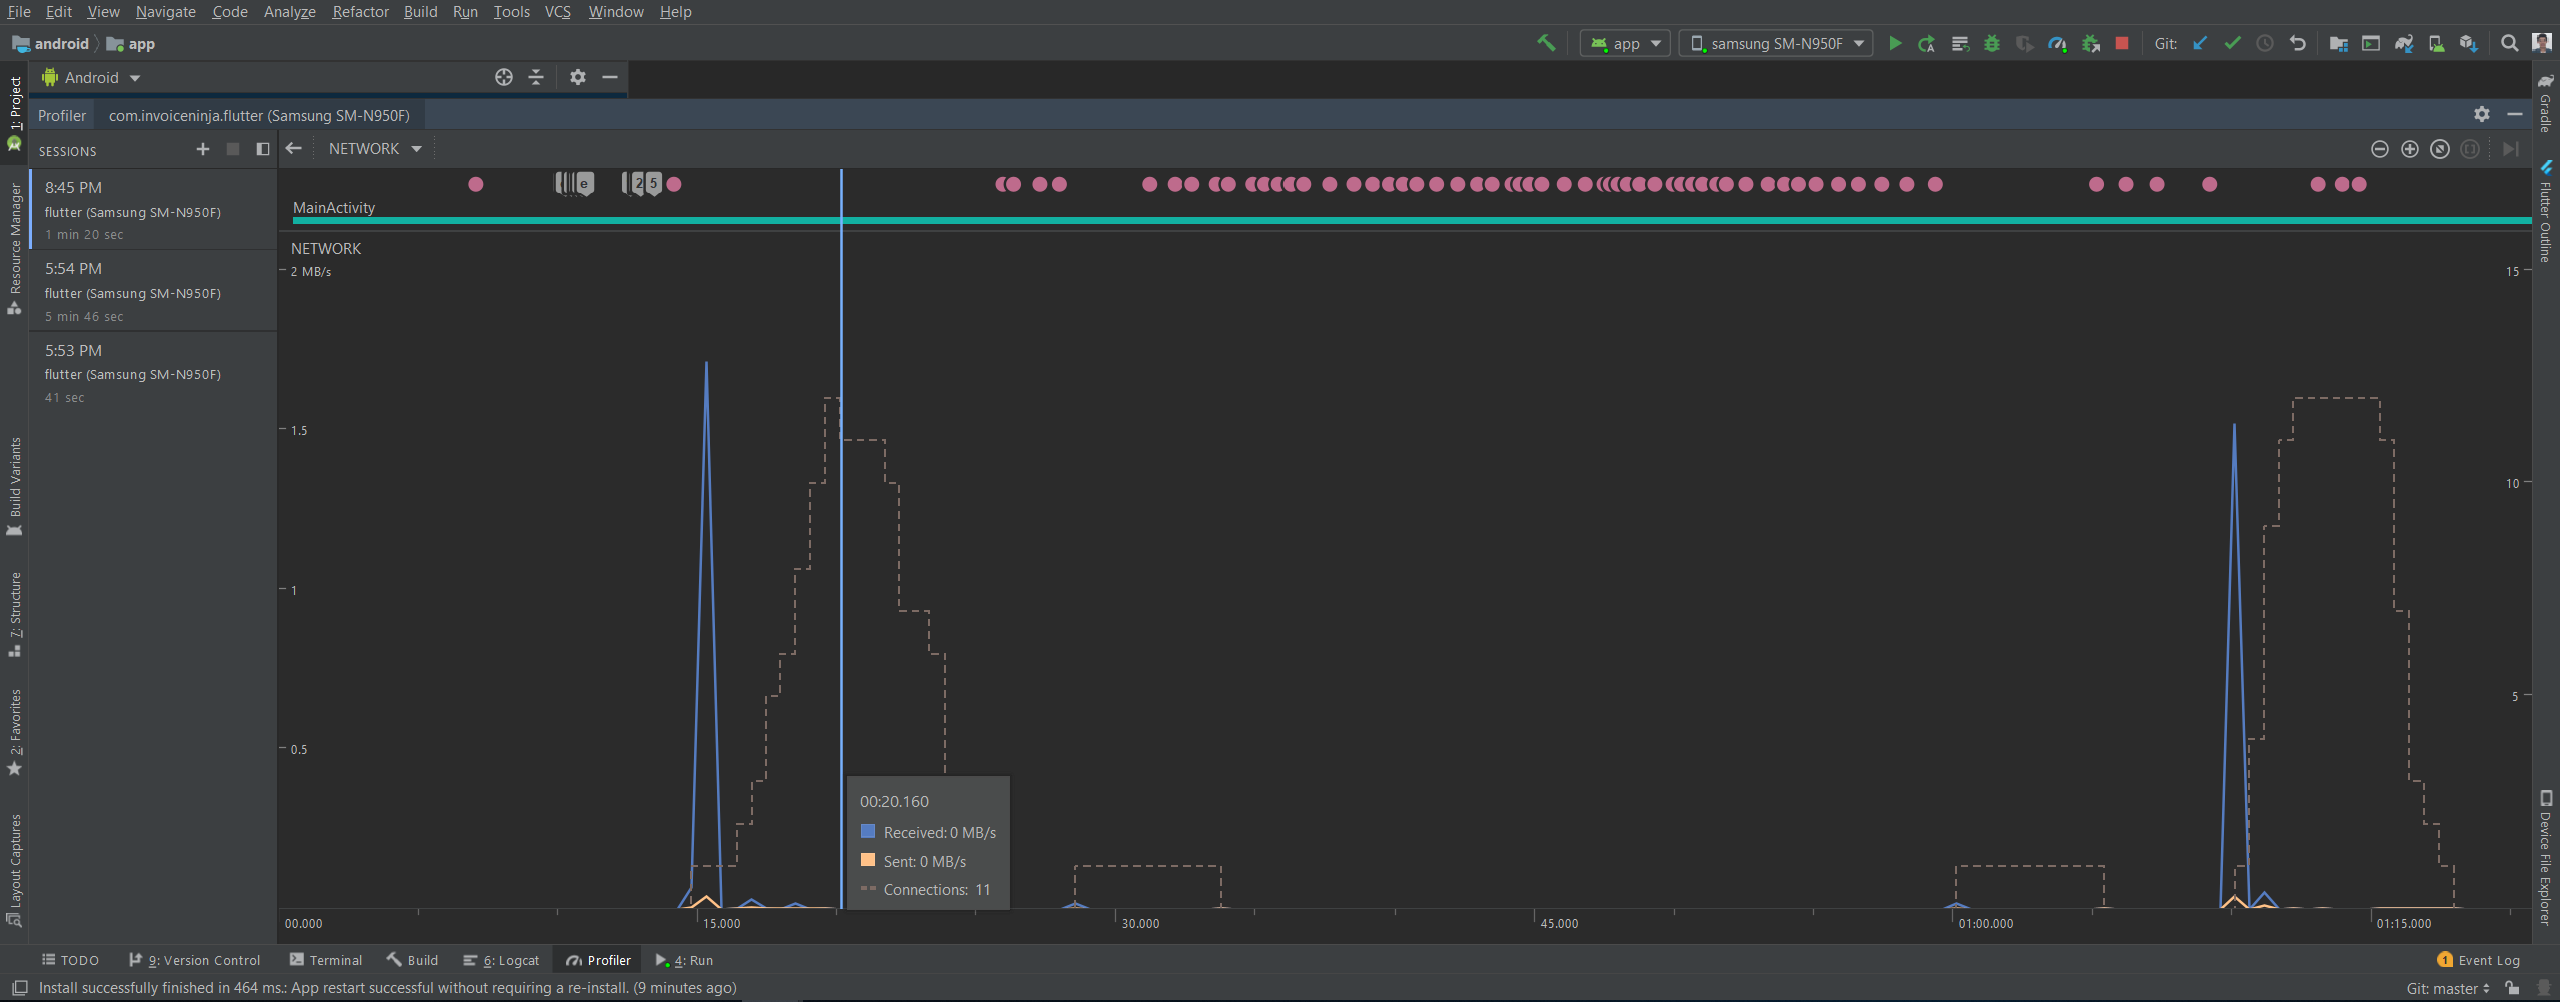 File Edit View Navigate Code Analyze Refactor Build Run Tools VCS Window Help
android app
app samsung SM-N950F Git:
Android
Profiler com.invoiceninja.flutter (Samsung SM-N950F)
SESSIONS
NETWORK
8:45 PM
flutter (Samsung SM-N950F)
1 min 20 sec
5:54 PM
flutter (Samsung SM-N950F)
5 min 46 sec
5:53 PM
flutter (Samsung SM-N950F)
41 sec
e 2 5
MainActivity
NETWORK
2 MB/s
15
1.5
10
1
5
0.5
00:20.160
Received: 0 MB/s
Sent: 0 MB/s
Connections: 11
00.000 15.000 30.000 45.000 01:00.000 01:15.000
1: Project
Resource Manager
Build Variants
7: Structure
2: Favorites
Layout Captures
Gradle
Flutter Outline
Device File Explorer
TODO 9: Version Control Terminal Build 6: Logcat Profiler 4: Run
1 Event Log
Install successfully finished in 464 ms.: App restart successful without requiring a re-install. (9 minutes ago)
Git: master